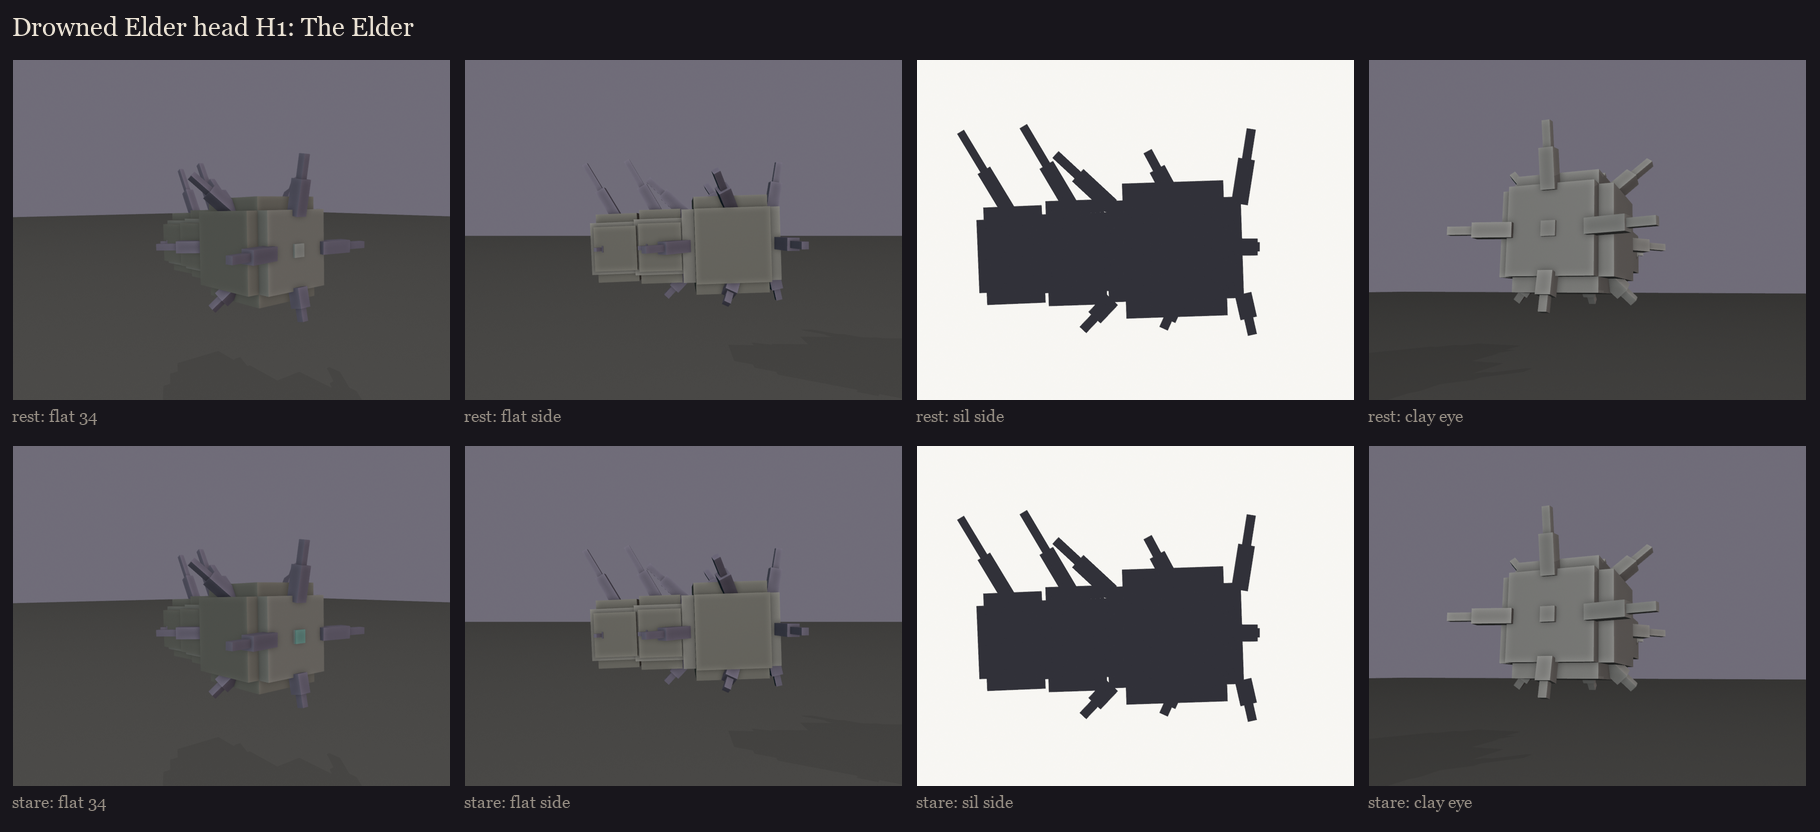 Drowned Elder head H1: The Elder
rest: flat 34
rest: flat side
rest: sil side
rest: clay eye
stare: flat 34
stare: flat side
stare: sil side
stare: clay eye